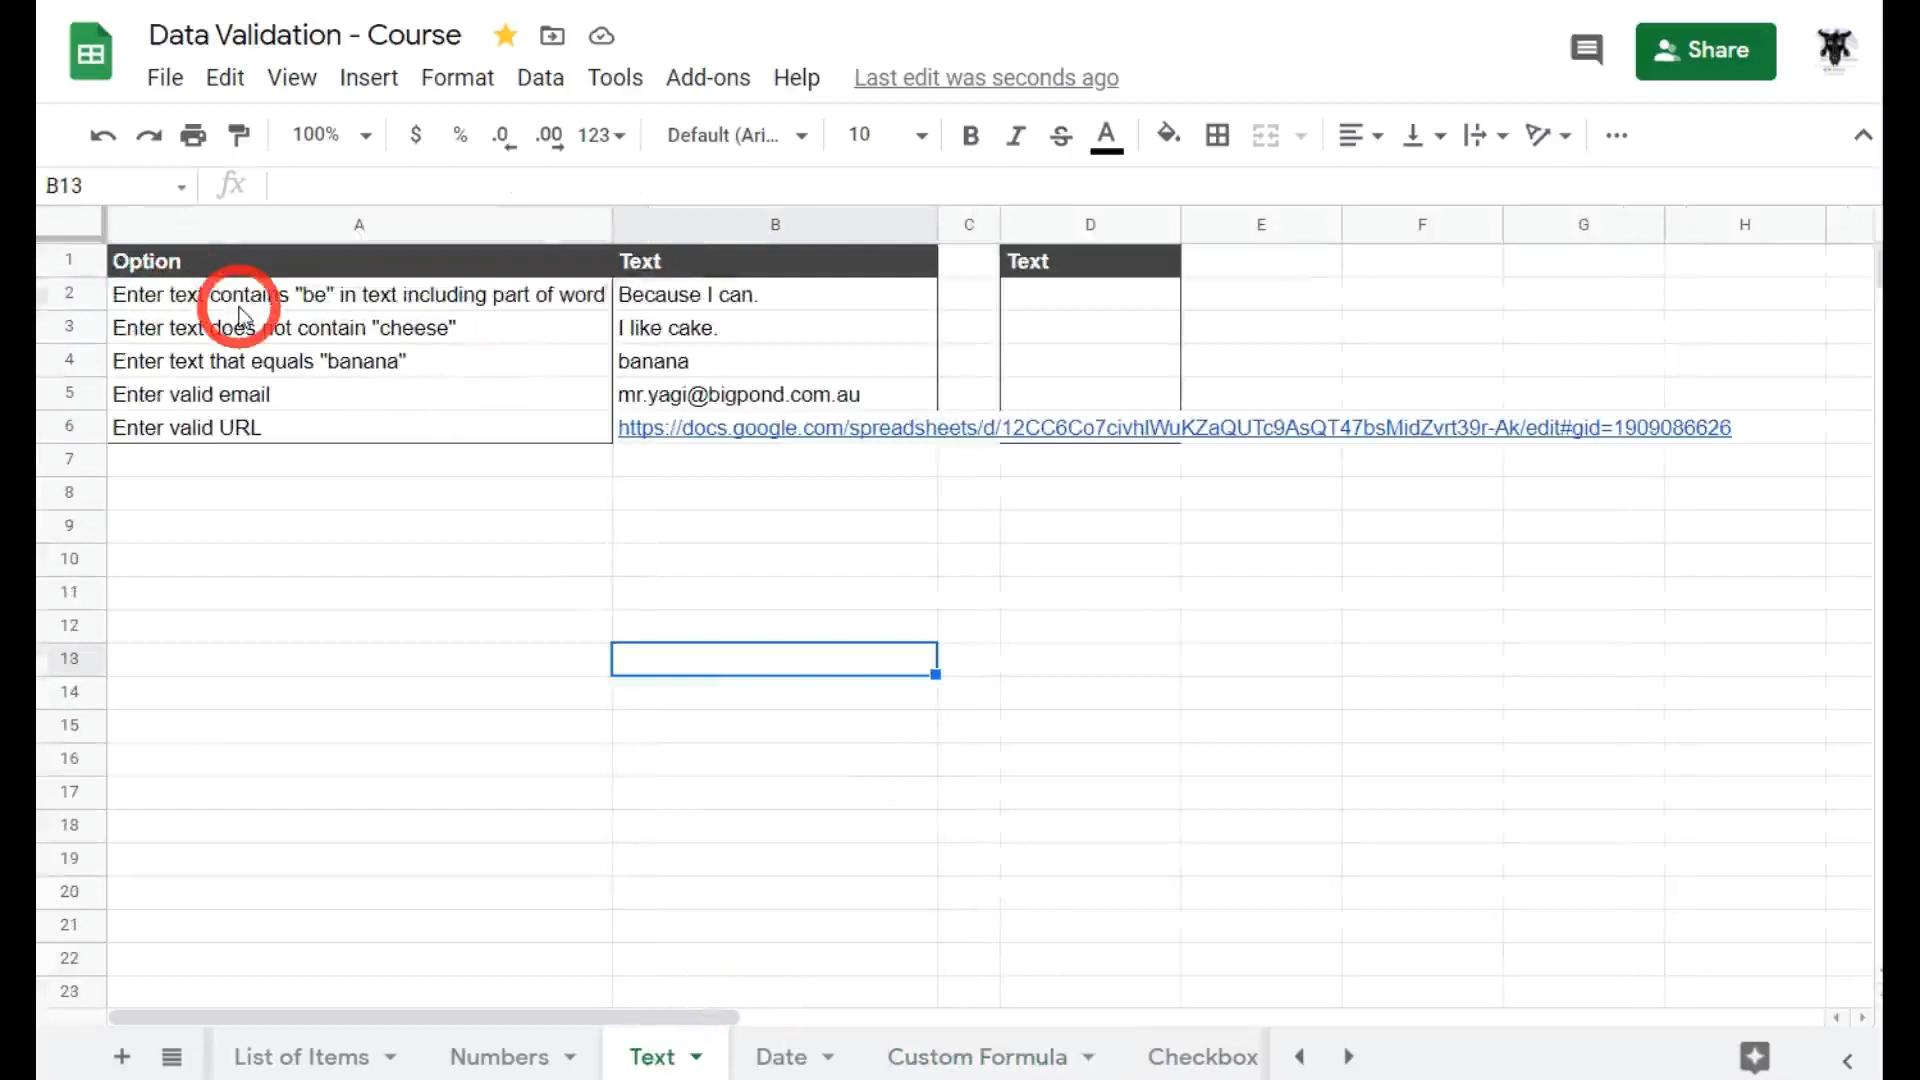 Data Validation - Course
File Edit View Insert Format Data Tools Add-ons Help Last edit was seconds ago
Share
100% $ % .0 .00 123 Default (Ari... 10 B I S A
B13 fx
A B C D E F G H
1 Option Text Text
2 Enter text contains "be" in text including part of word Because I can.
3 Enter text does not contain "cheese" I like cake.
4 Enter text that equals "banana" banana
5 Enter valid email mr.yagi@bigpond.com.au
6 Enter valid URL https://docs.google.com/spreadsheets/d/12CC6Co7civhlWuKZaQUTc9AsQT47bsMidZvrt39r-Ak/edit#gid=1909086626
7
8
9
10
11
12
13
14
15
16
17
18
19
20
21
22
23
List of Items Numbers Text Date Custom Formula Checkbox